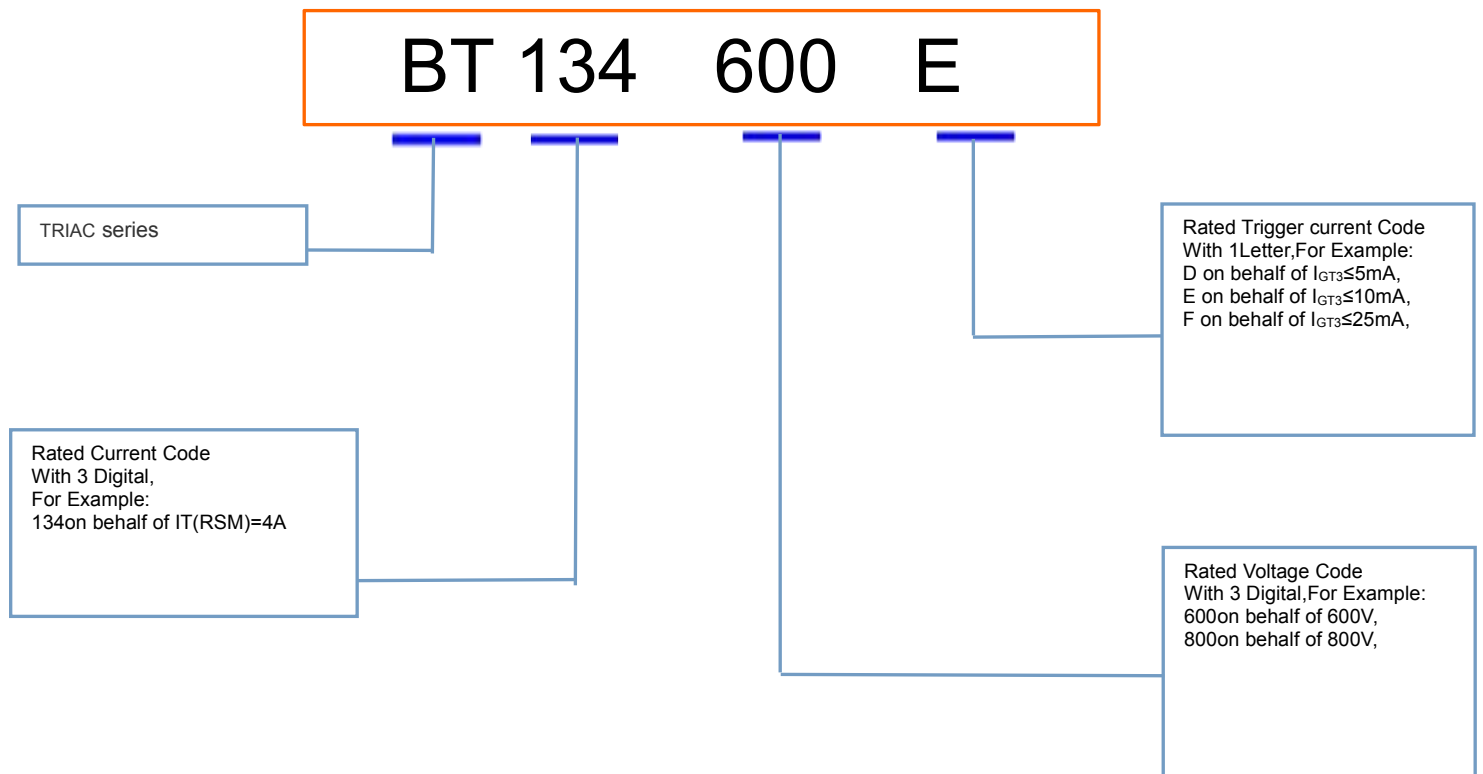 BT 134 600 E
TRIAC series
Rated Trigger current Code
With 1Letter,For Example:
D on behalf of IGT3≤5mA,
E on behalf of IGT3≤10mA,
F on behalf of IGT3≤25mA,
Rated Current Code
With 3 Digital,
For Example:
134on behalf of IT(RSM)=4A
Rated Voltage Code
With 3 Digital,For Example:
600on behalf of 600V,
800on behalf of 800V,